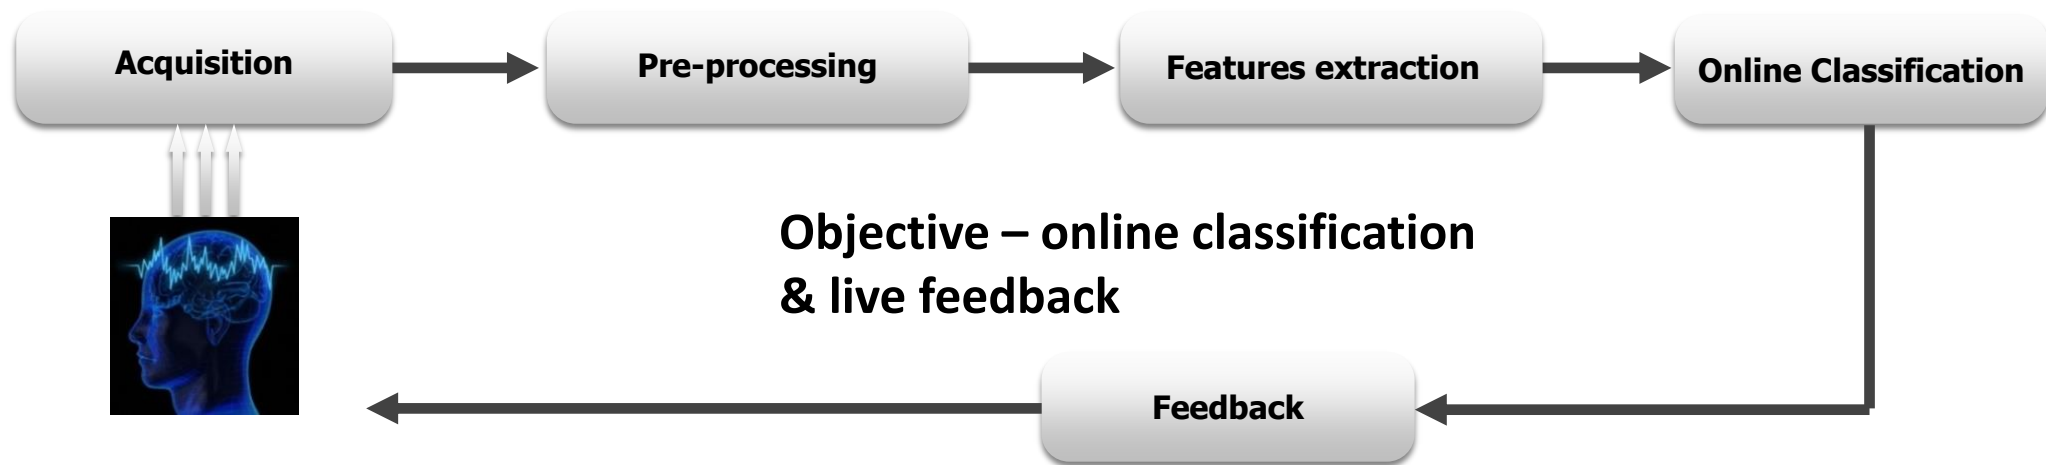 Acquisition
Pre-processing
Features extraction
Online Classification
Objective – online classification
& live feedback
Feedback